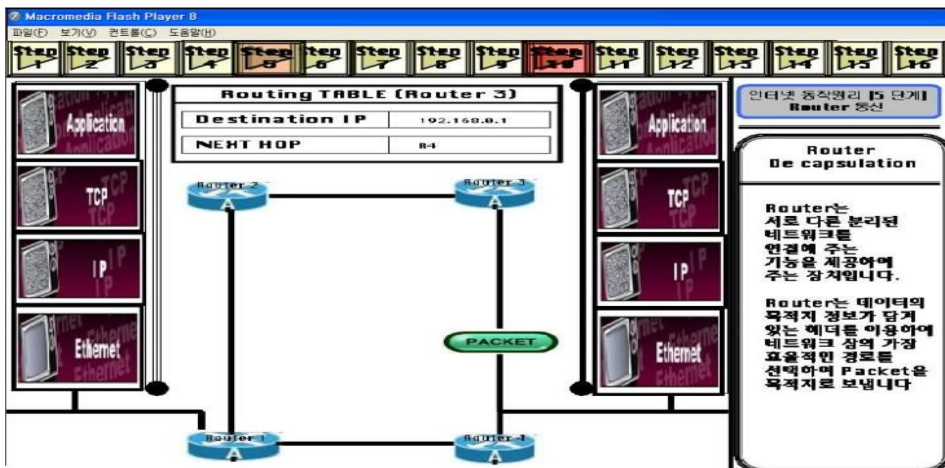 Macromedia Flash Player 8
파일(F) 보기(V) 컨트롤(C) 도움말(H)
Step 1 Step 2 Step 3 Step 4 Step 5 Step 6 Step 7 Step 8 Step 9 Step 10 Step 11 Step 12 Step 13 Step 14 Step 15 Step 16
Routing TABLE (Router 3)
Destination IP 192.168.0.1
NEXT HOP R4
Application
TCP
IP
Ethernet
Router 2
Router 3
PACKET
Router 1
Router 4
Application
TCP
IP
Ethernet
인터넷 동작원리 [5 단계]
Router 통신
Router
De capsulation
Router는
서로 다른 분리된
네트워크를
연결해 주는
기능을 제공하여
주는 장치입니다.
Router는 데이터의
목적지 정보가 담겨
있는 헤더를 이용하여
네트워크 상의 가장
효율적인 경로를
선택하여 Packet을
목적지로 보냅니다